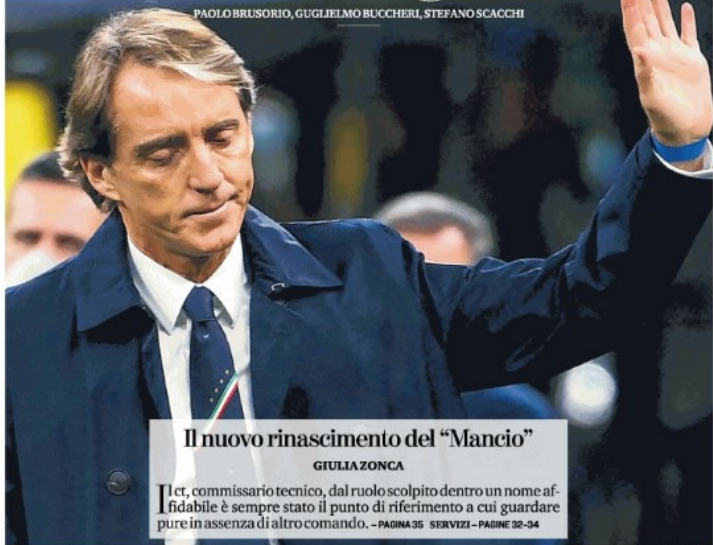 PAOLO BRUSORIO, GUGLIELMO BUCCHERI, STEFANO SCACCHI
Il nuovo rinascimento del “Mancio”
GIULIA ZONCA
Il ct, commissario tecnico, dal ruolo scolpito dentro un nome af-
fidabile è sempre stato il punto di riferimento a cui guardare
pure in assenza di altro comando. – PAGINA 35 SERVIZI – PAGINE 32-34